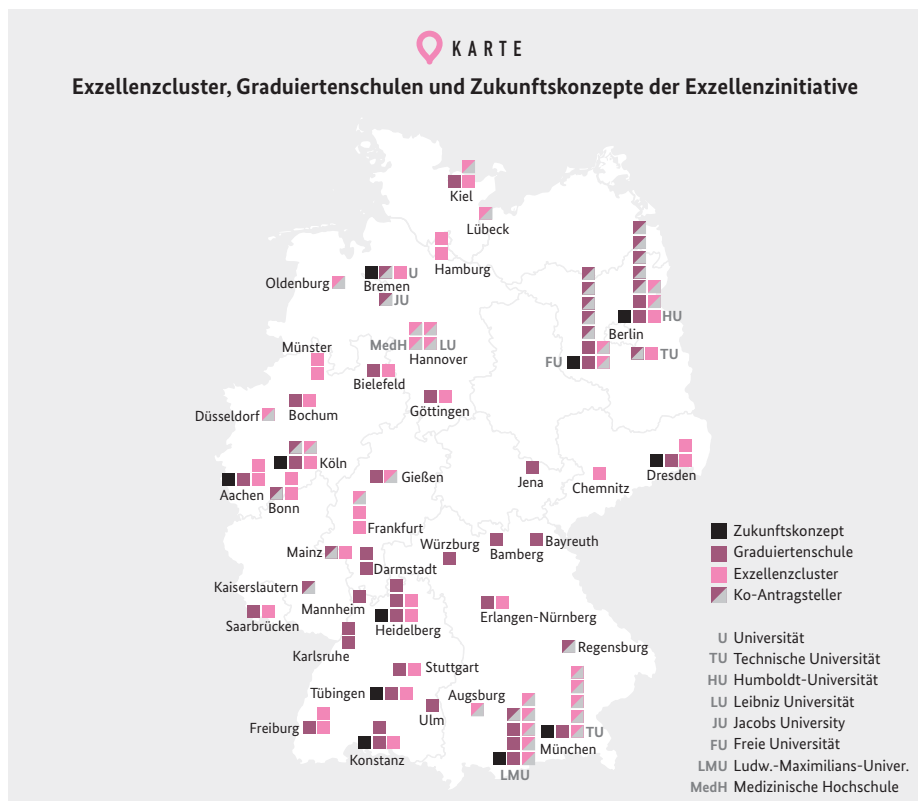 KARTE
Exzellenzcluster, Graduiertenschulen und Zukunftskonzepte der Exzellenzinitiative
Kiel
Lübeck
Hamburg
Oldenburg
U
Bremen
JU
HU
Berlin
TU
FU
MedH LU
Hannover
Münster
Bielefeld
Düsseldorf
Bochum
Göttingen
Köln
Aachen
Bonn
Gießen
Jena
Chemnitz
Dresden
Frankfurt
Mainz
Würzburg
Bamberg
Bayreuth
Darmstadt
Kaiserslautern
Mannheim
Saarbrücken
Heidelberg
Erlangen-Nürnberg
Karlsruhe
Regensburg
Stuttgart
Tübingen
Augsburg
Ulm
Freiburg
Konstanz
TU
München
LMU
Zukunftskonzept
Graduiertenschule
Exzellenzcluster
Ko-Antragsteller
U Universität
TU Technische Universität
HU Humboldt-Universität
LU Leibniz Universität
JU Jacobs University
FU Freie Universität
LMU Ludw.-Maximilians-Univer.
MedH Medizinische Hochschule